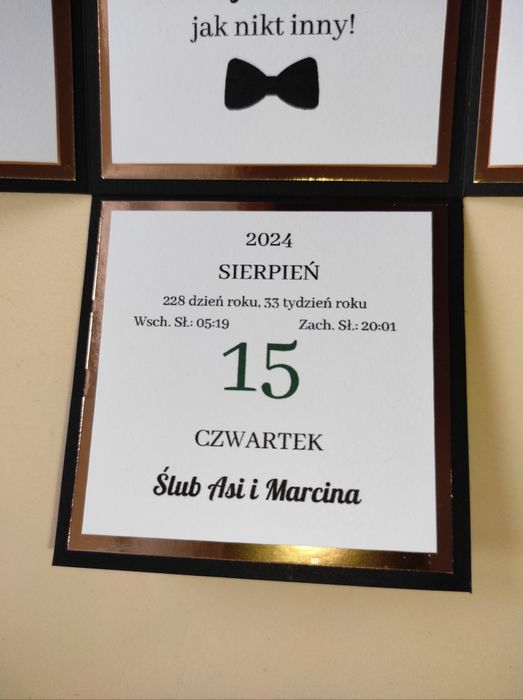 jak nikt inny!
2024
SIERPIEŃ
228 dzień roku, 33 tydzień roku
Wsch. Sł.: 05:19 Zach. Sł.: 20:01
15
CZWARTEK
Ślub Asi i Marcina